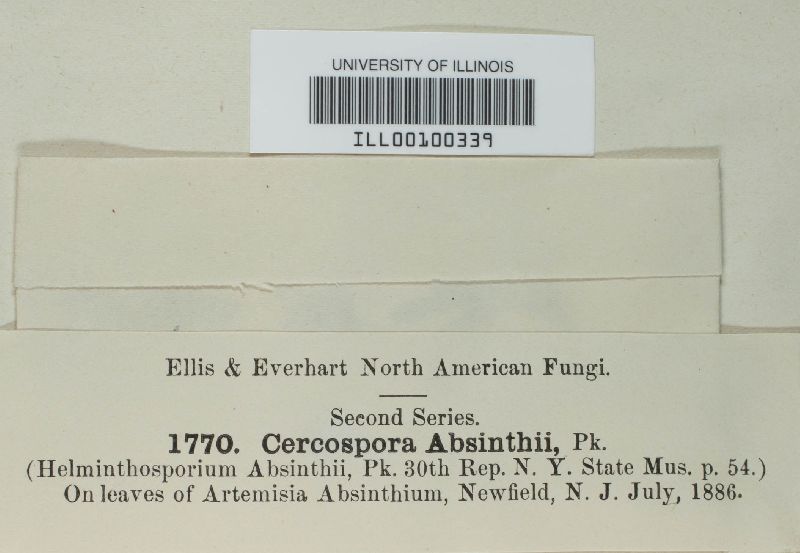 UNIVERSITY OF ILLINOIS
ILL00100339
Ellis & Everhart North American Fungi.
Second Series.
1770. Cercospora Absinthii, Pk.
(Helminthosporium Absinthii, Pk. 30th Rep. N. Y. State Mus. p. 54.)
On leaves of Artemisia Absinthium, Newfield, N. J. July, 1886.